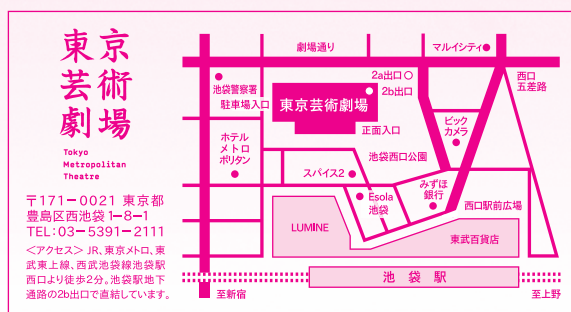 東京
芸術
劇場
Tokyo
Metropolitan
Theatre
〒171-0021 東京都
豊島区西池袋1-8-1
TEL:03-5391-2111
＜アクセス＞ JR、東京メトロ、東
武東上線、西武池袋線池袋駅
西口より徒歩2分。池袋駅地下
通路の2b出口で直結しています。
劇場通り
マルイシティ
池袋警察署
2a出口
2b出口
西口
五差路
駐車場入口
東京芸術劇場
正面入口
ビック
カメラ
ホテル
メトロ
ポリタン
池袋西口公園
スパイス2
Esola
池袋
みずほ
銀行
西口駅前広場
LUMINE
東武百貨店
池袋駅
至新宿
至上野